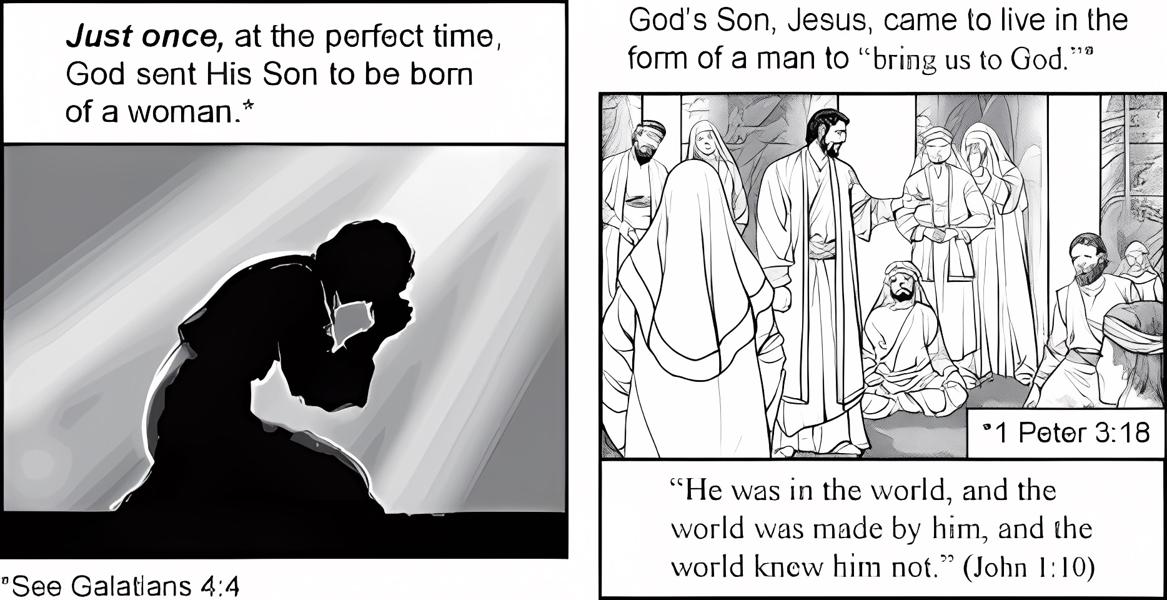 Just once, at the perfect time,
God sent His Son to be born
of a woman.*
*See Galatians 4:4
God's Son, Jesus, came to live in the
form of a man to “bring us to God.”*
*1 Peter 3:18
“He was in the world, and the
world was made by him, and the
world knew him not.” (John 1:10)